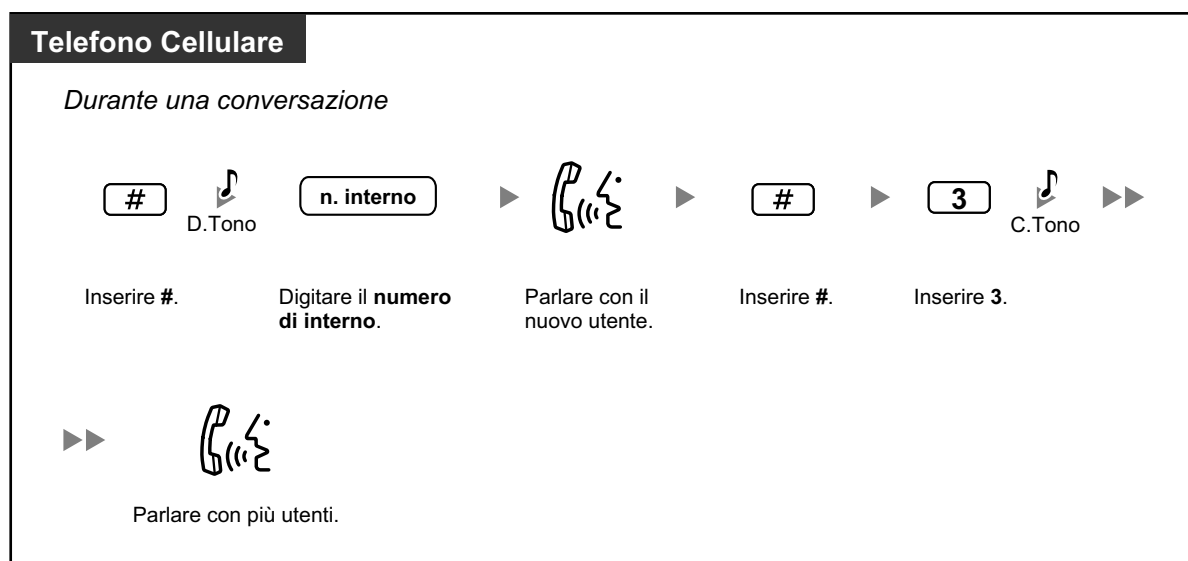 Telefono Cellulare
Durante una conversazione
# D.Tono n. interno # 3 C.Tono
Inserire #. Digitare il numero di interno. Parlare con il nuovo utente. Inserire #. Inserire 3.
Parlare con più utenti.